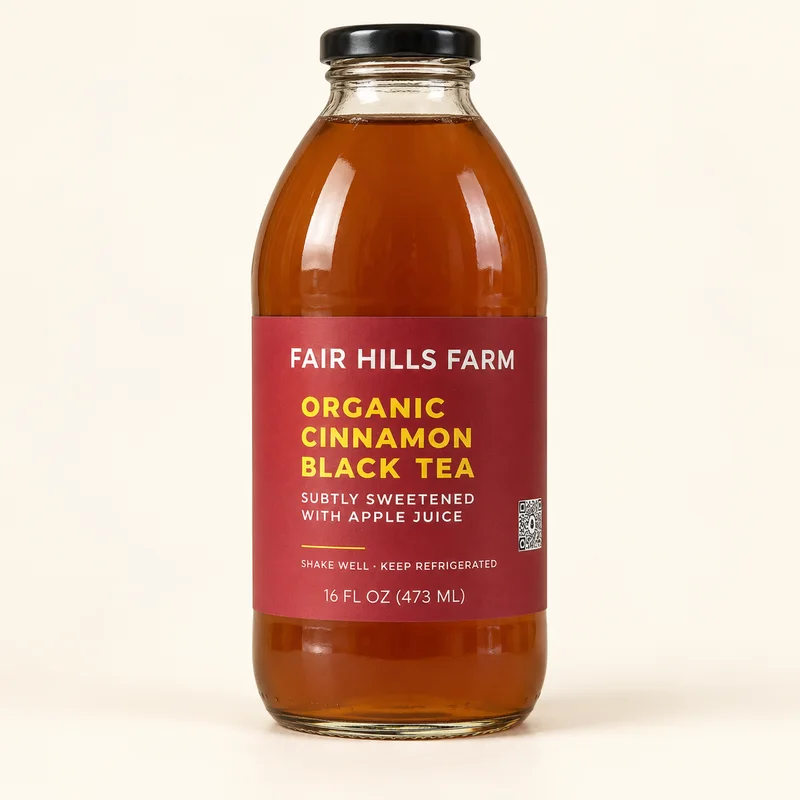 FAIR HILLS FARM
ORGANIC
CINNAMON
BLACK TEA
SUBTLY SWEETENED
WITH APPLE JUICE
SHAKE WELL · KEEP REFRIGERATED
16 FL OZ (473 ML)